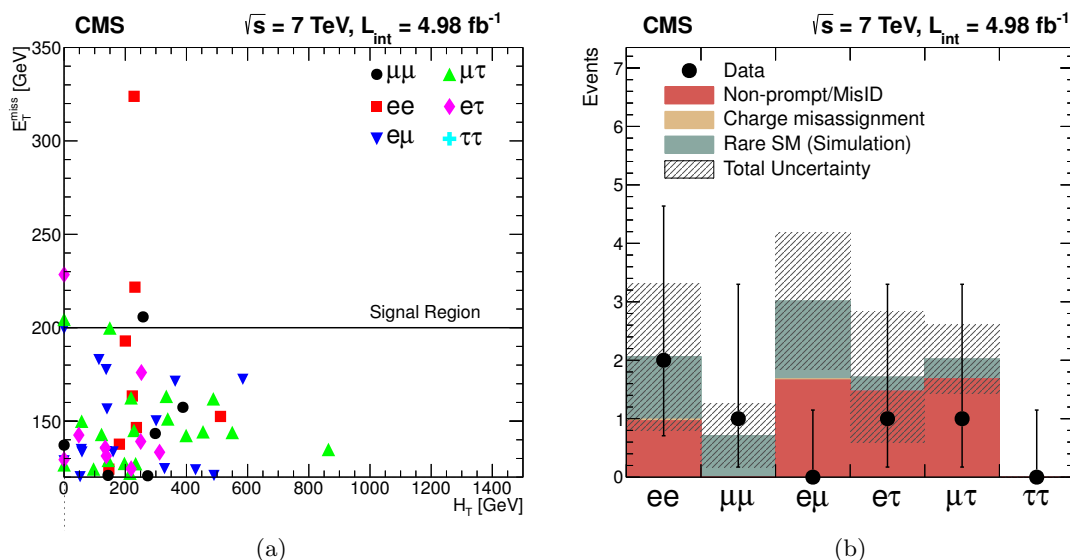 CMS √s = 7 TeV, L_int = 4.98 fb⁻¹
E_T^miss [GeV]
350
300
250
200
150
μμ μτ
ee eτ
eμ ττ
Signal Region
0 200 400 600 800 1000 1200 1400
H_T [GeV]
(a)
CMS √s = 7 TeV, L_int = 4.98 fb⁻¹
Events
7
6
5
4
3
2
1
0
Data
Non-prompt/MisID
Charge misassignment
Rare SM (Simulation)
Total Uncertainty
ee μμ eμ eτ μτ ττ
(b)